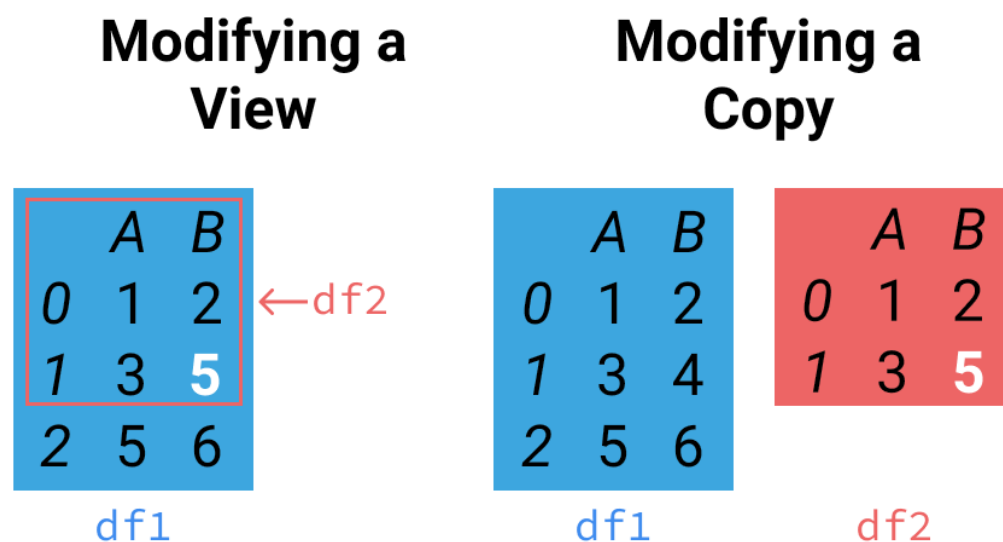 Modifying a
View
A B
0 1 2 ←df2
1 3 5
2 5 6
df1
Modifying a
Copy
A B
0 1 2
1 3 4
2 5 6
df1
A B
0 1 2
1 3 5
df2